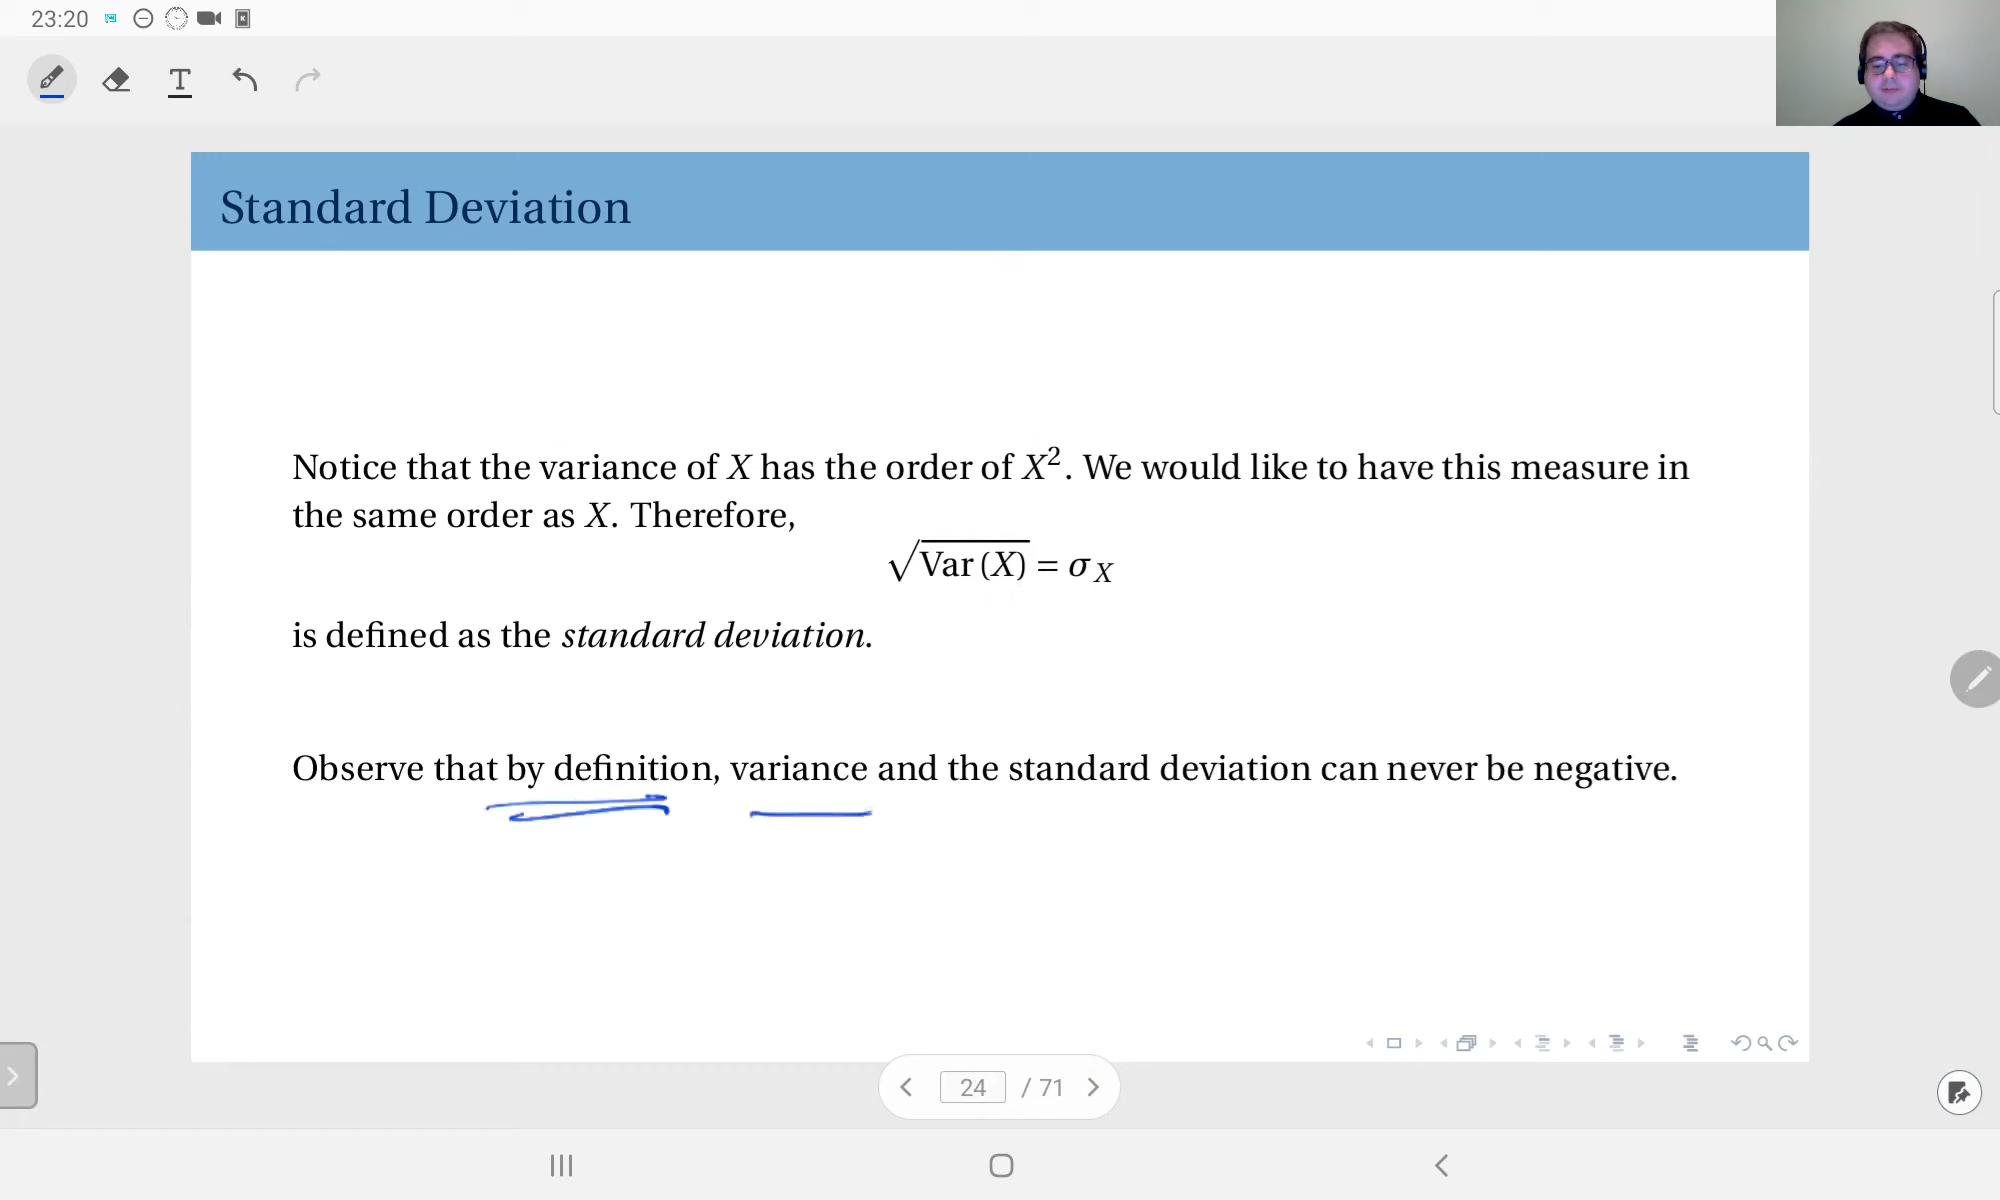 23:20
T
Standard Deviation
Notice that the variance of X has the order of X². We would like to have this measure in
the same order as X. Therefore,
√Var (X) = σ_X
is defined as the standard deviation.
Observe that by definition, variance and the standard deviation can never be negative.
24 / 71